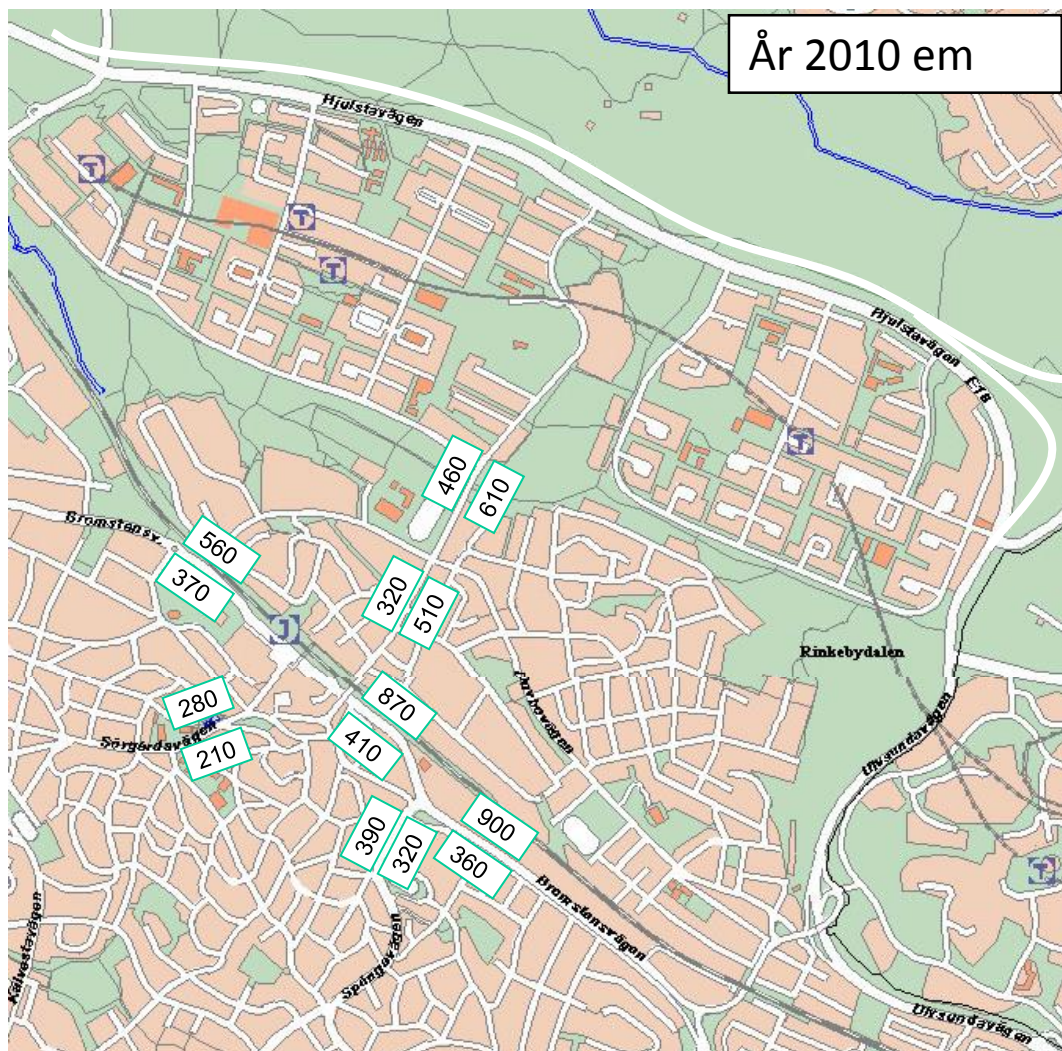 År 2010 em
Hjulstavägen
T
T
T
Hjulstavägen E18
T
460
610
Bromstensv.
560
370
320
510
J
Rinkebydalen
280
870
Sörgårdsvägen
210
410
Duvbovägen
Ulvsundavägen
390
320
900
360
T
Bromstensvägen
Spångavägen
Kälvestavägen
Ulvsundavägen